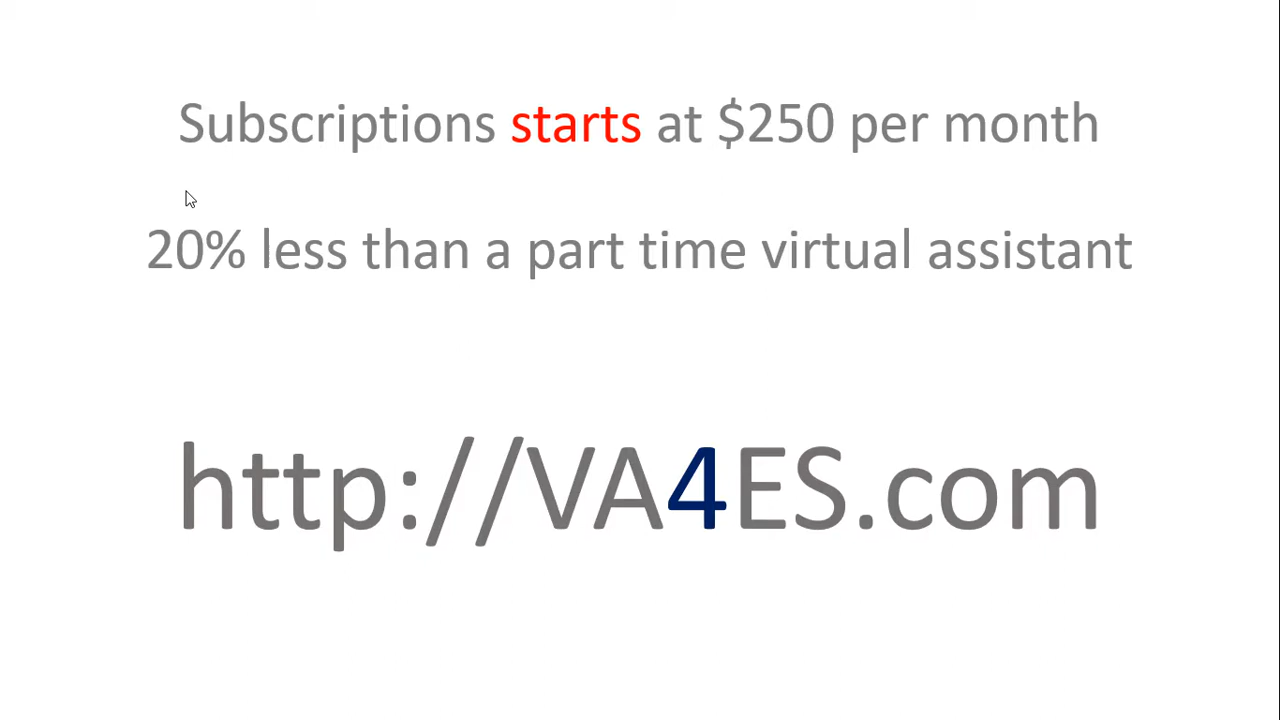 Subscriptions starts at $250 per month
20% less than a part time virtual assistant
http://VA4ES.com